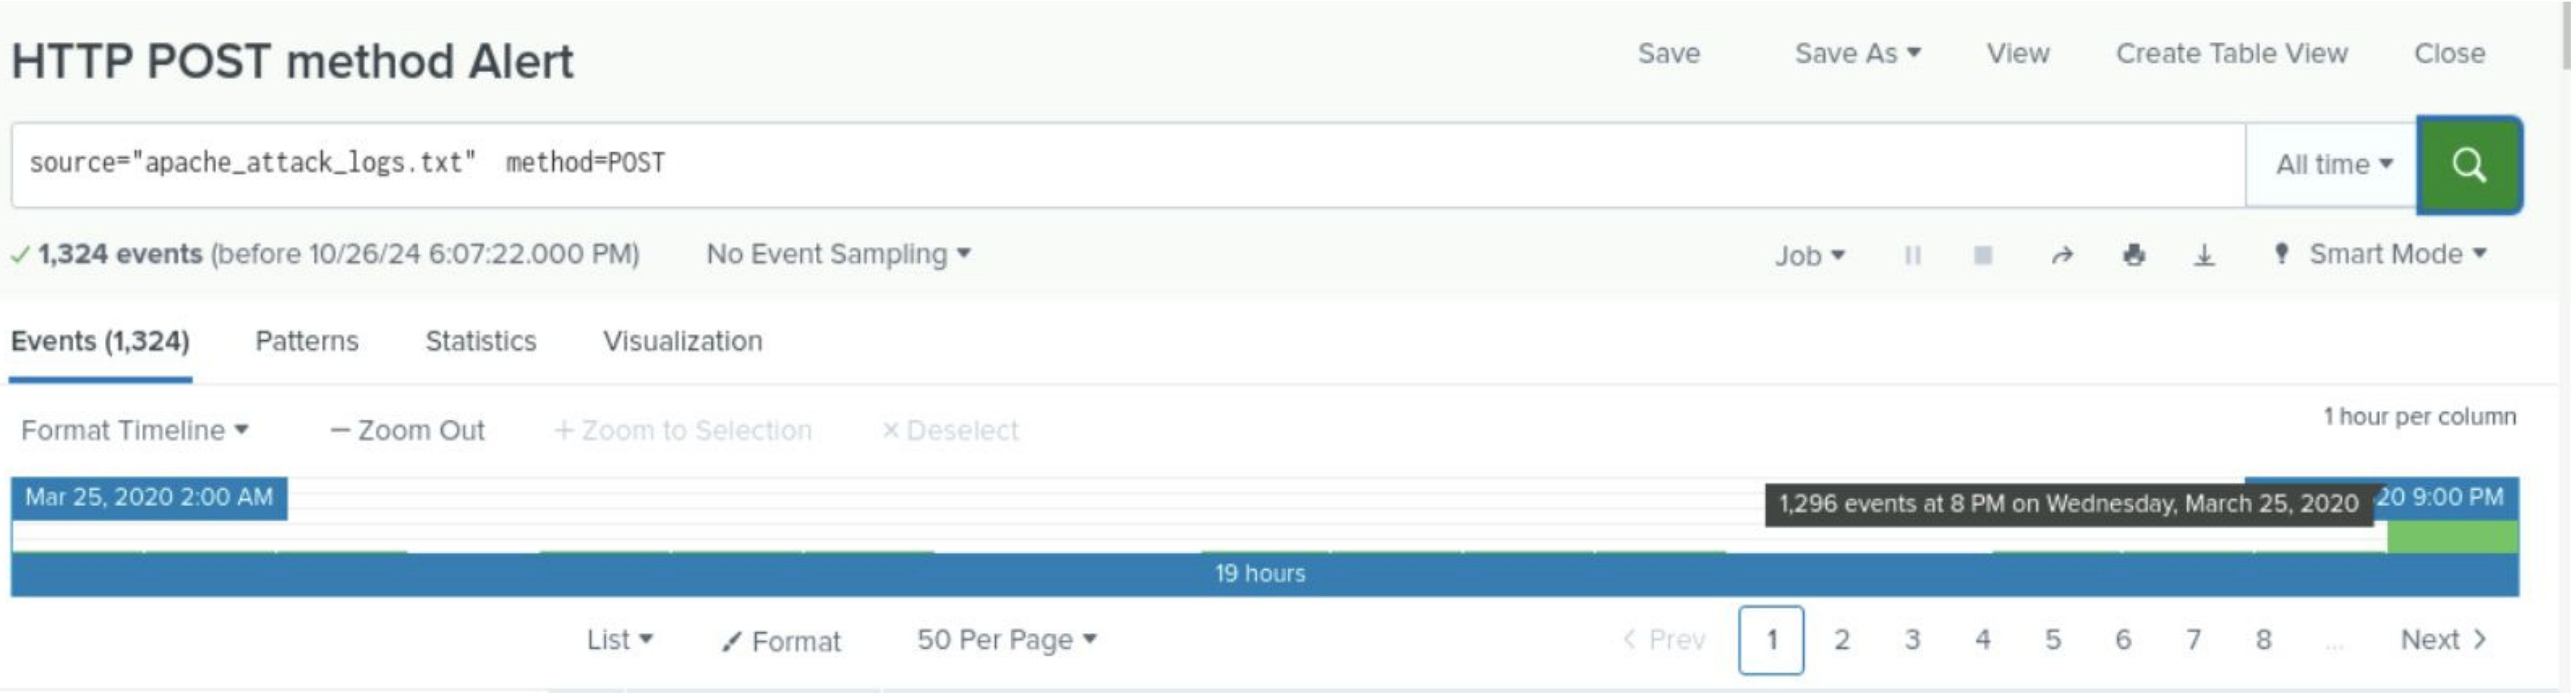 HTTP POST method Alert
Save Save As View Create Table View Close
source="apache_attack_logs.txt"  method=POST
All time
1,324 events (before 10/26/24 6:07:22.000 PM) No Event Sampling
Job Smart Mode
Events (1,324) Patterns Statistics Visualization
Format Timeline — Zoom Out + Zoom to Selection × Deselect
1 hour per column
Mar 25, 2020 2:00 AM
1,296 events at 8 PM on Wednesday, March 25, 2020
20 9:00 PM
19 hours
List Format 50 Per Page
< Prev 1 2 3 4 5 6 7 8 ... Next >